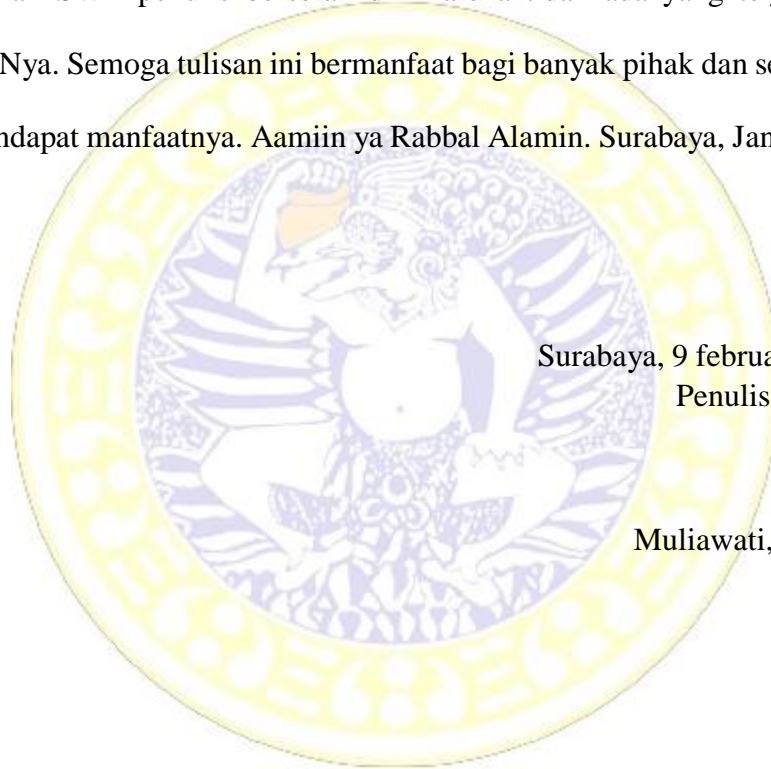 Nya. Semoga tulisan ini bermanfaat bagi banyak pihak dan se
ndapat manfaatnya. Aamiin ya Rabbal Alamin. Surabaya, Jan
Surabaya, 9 februa
Penulis
Muliawati,